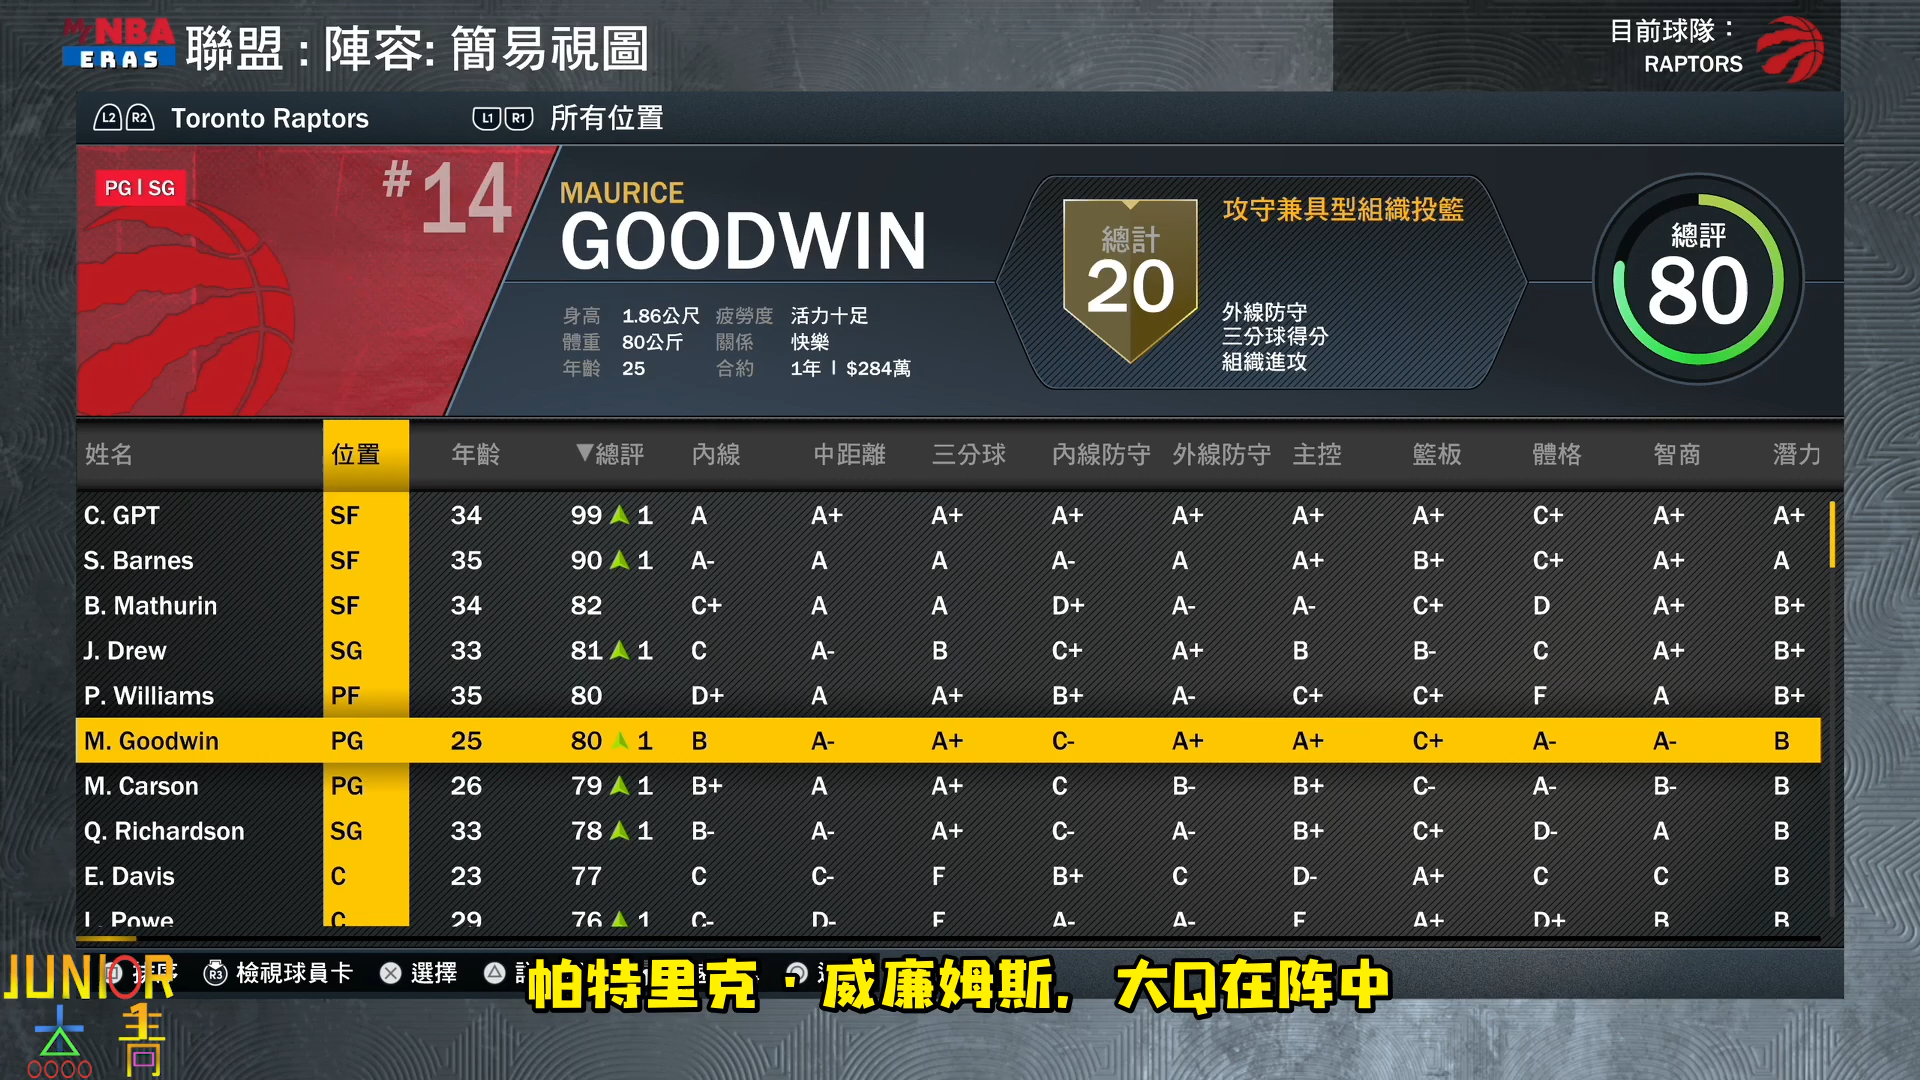 MyNBA ERAS 聯盟 : 陣容: 簡易視圖
目前球隊：
RAPTORS
L2 R2 Toronto Raptors L1 R1 所有位置
PG | SG
#14
MAURICE
GOODWIN
身高 1.86公尺 疲勞度 活力十足
體重 80公斤 關係 快樂
年齡 25 合約 1年 | $284萬
總計
20
攻守兼具型組織投籃
外線防守
三分球得分
組織進攻
總評
80
姓名 位置 年齡 ▼總評 內線 中距離 三分球 內線防守 外線防守 主控 籃板 體格 智商 潛力
C. GPT SF 34 99 ▲ 1 A A+ A+ A+ A+ A+ A+ C+ A+ A+
S. Barnes SF 35 90 ▲ 1 A- A A A- A A+ B+ C+ A+ A
B. Mathurin SF 34 82 C+ A A D+ A- A- C+ D A+ B+
J. Drew SG 33 81 ▲ 1 C A- B C+ A+ B B- C A+ B+
P. Williams PF 35 80 D+ A A+ B+ A- C+ C+ F A B+
M. Goodwin PG 25 80 ▲ 1 B A- A+ C- A+ A+ C+ A- A- B
M. Carson PG 26 79 ▲ 1 B+ A A+ C B- B+ C- A- B- B
Q. Richardson SG 33 78 ▲ 1 B- A- A+ C- A- B+ C+ D- A B
E. Davis C 23 77 C C- F B+ C D- A+ C C B
L. Powe C 29 76 ▲ 1 C- D- F A- A- F A+ D+ B B
排序 R3 檢視球員卡 選擇
帕特里克·威廉姆斯, 大Q在阵中
JUNIOR